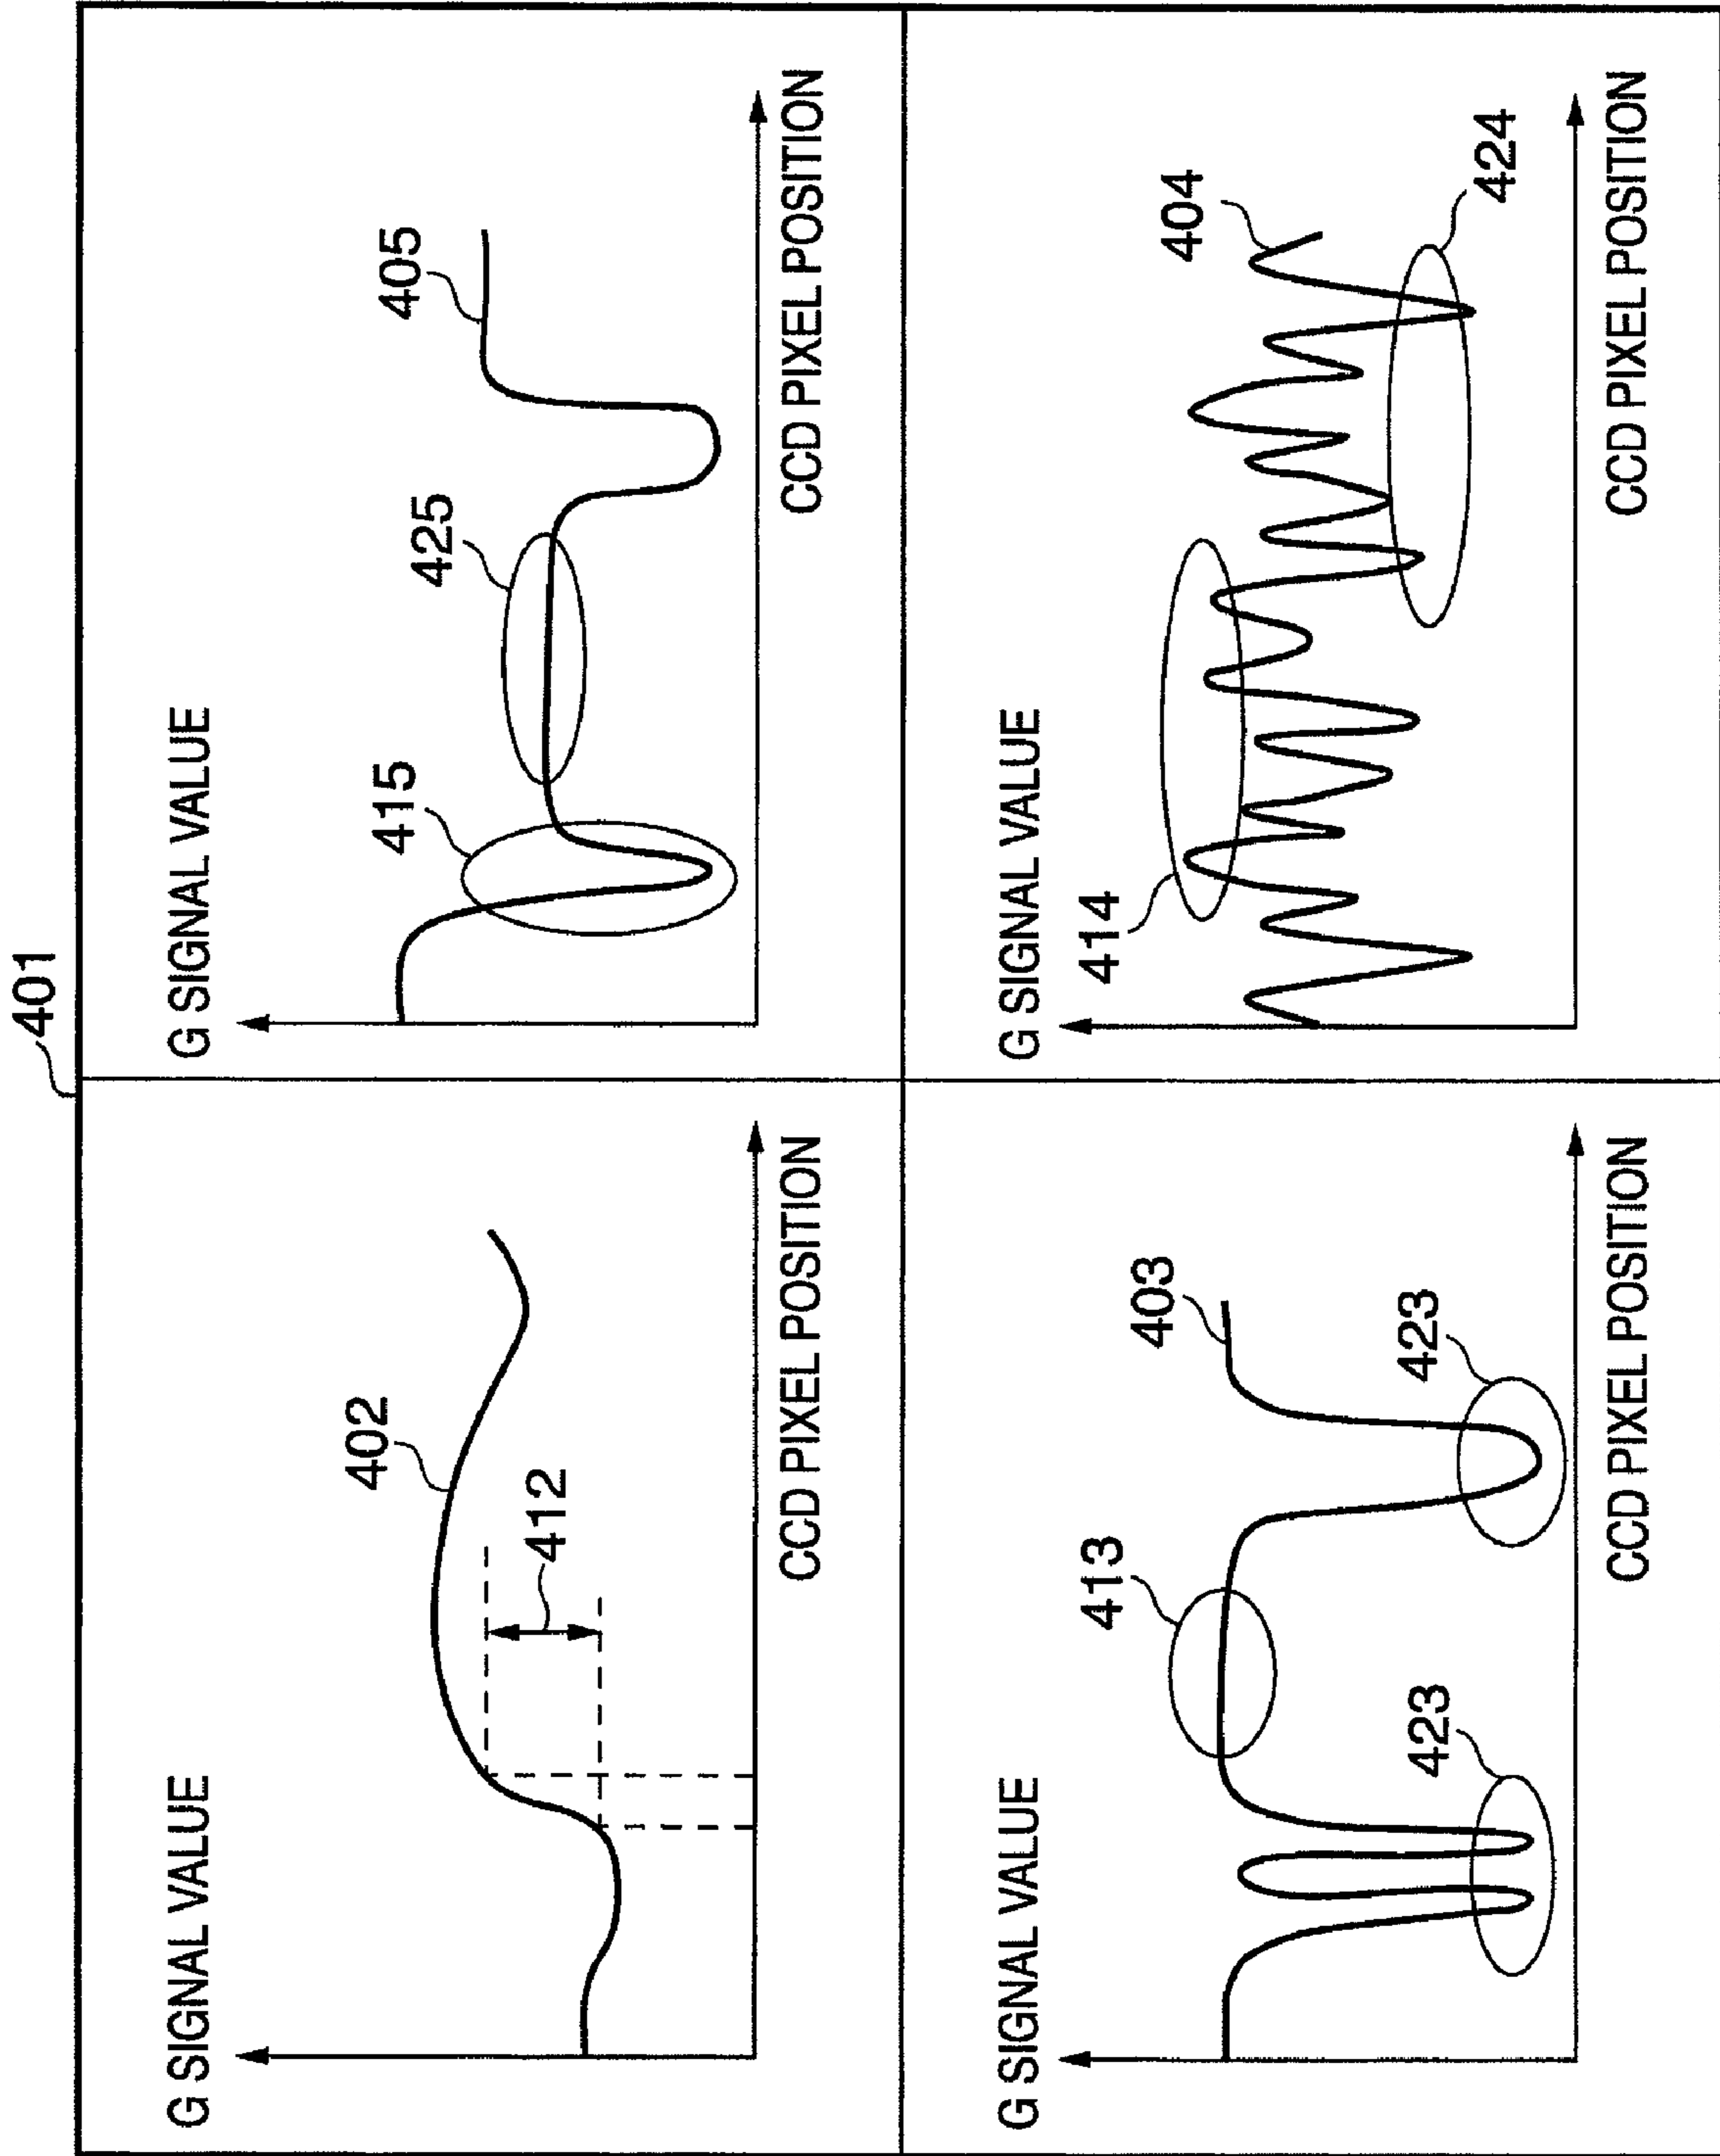 401
G SIGNAL VALUE
402
412
CCD PIXEL POSITION
G SIGNAL VALUE
415
425
405
CCD PIXEL POSITION
G SIGNAL VALUE
423
413
403
423
CCD PIXEL POSITION
G SIGNAL VALUE
414
404
424
CCD PIXEL POSITION